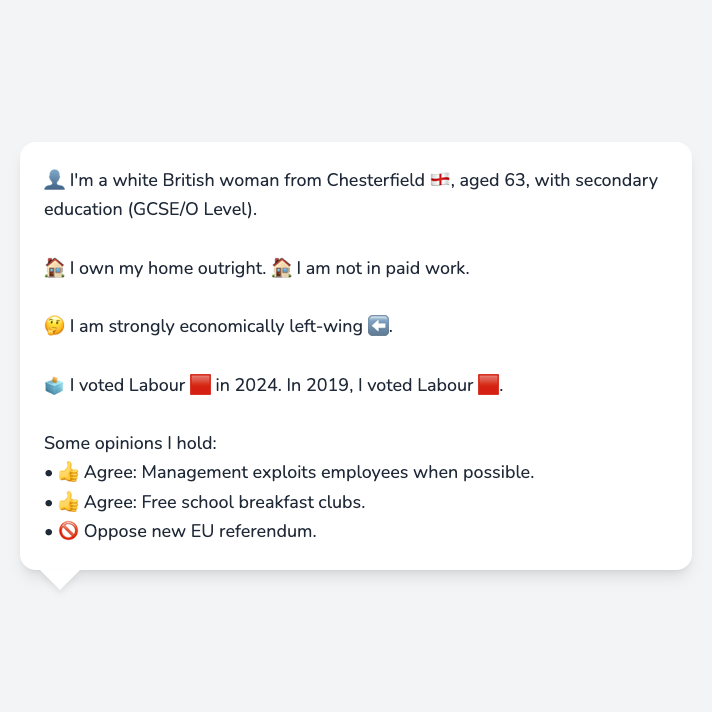 👤 I'm a white British woman from Chesterfield 🏴󠁧󠁢󠁥󠁮󠁧󠁿, aged 63, with secondary
education (GCSE/O Level).
🏠 I own my home outright. 🏠 I am not in paid work.
🤔 I am strongly economically left-wing ⬅️.
🗳️ I voted Labour 🟥 in 2024. In 2019, I voted Labour 🟥.
Some opinions I hold:
• 👍 Agree: Management exploits employees when possible.
• 👍 Agree: Free school breakfast clubs.
• 🚫 Oppose new EU referendum.